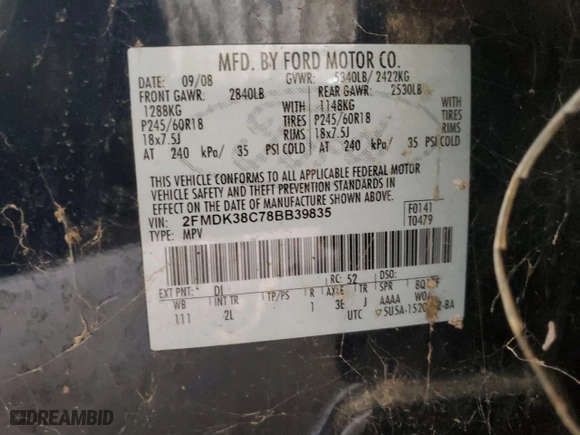 MFD. BY FORD MOTOR CO.
DATE: 09/08 GVWR: 5340LB/ 2422KG
FRONT GAWR: 2840LB REAR GAWR: 2530LB
1288KG WITH 1148KG WITH
P245/60R18 TIRES P245/60R18 TIRES
18x7.5J RIMS 18x7.5J RIMS
AT 240 kPa/ 35 PSI COLD AT 240 kPa/ 35 PSI COLD
THIS VEHICLE CONFORMS TO ALL APPLICABLE FEDERAL MOTOR
VEHICLE SAFETY AND THEFT PREVENTION STANDARDS IN
EFFECT ON THE DATE OF MANUFACTURE SHOWN ABOVE.
VIN: 2FMDK38C78BB39835 F0141
TYPE: MPV T0479
EXT PNT: DL RC: 52 DSO:
WB INT TR TP/PS R AXLE TR SPR
111 2L 1 3E J AAAA
UTC
DREAMBID